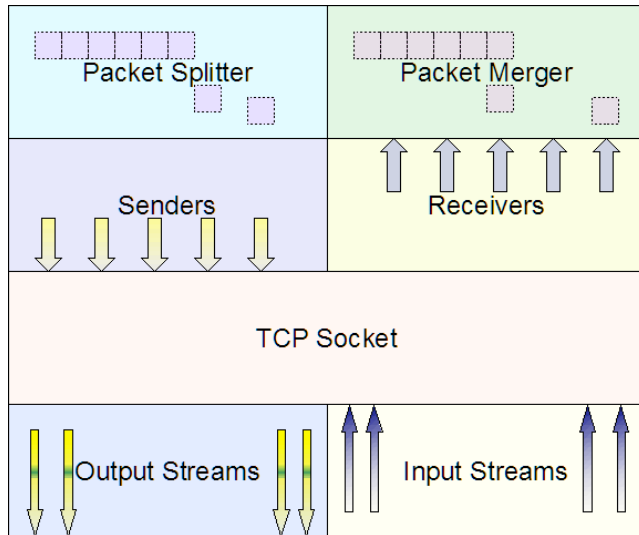 Packet Splitter
Packet Merger
Senders
Receivers
TCP Socket
Output Streams
Input Streams